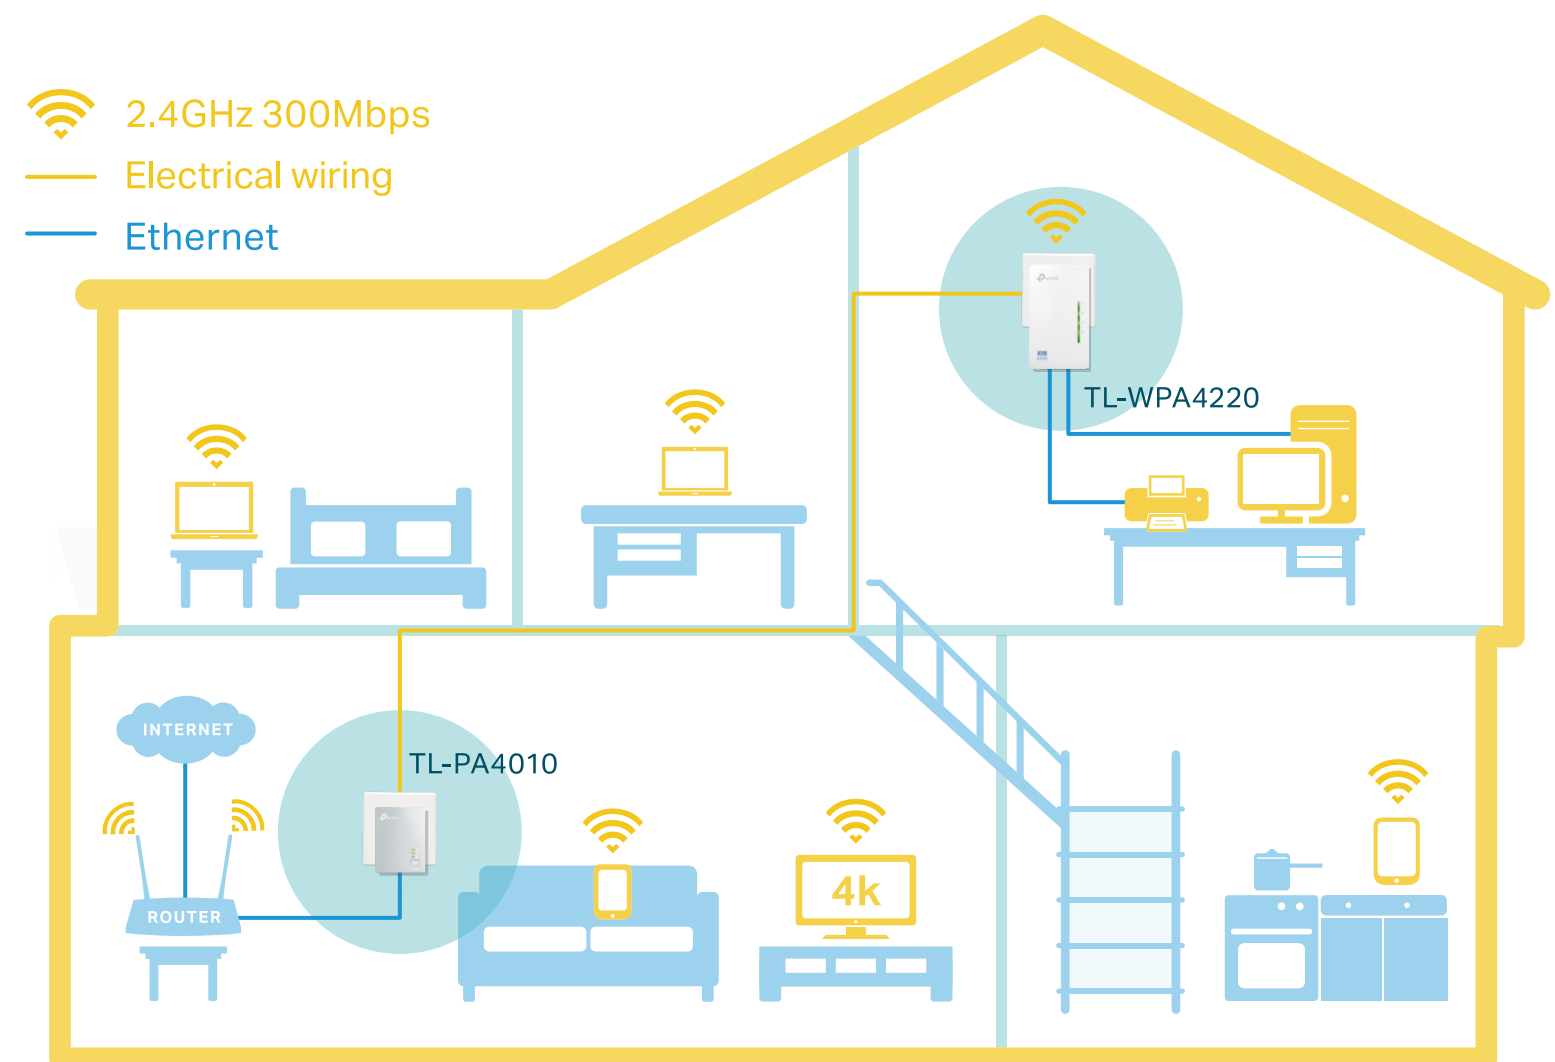 2.4GHz 300Mbps
Electrical wiring
Ethernet
TL-WPA4220
INTERNET
TL-PA4010
4k
ROUTER